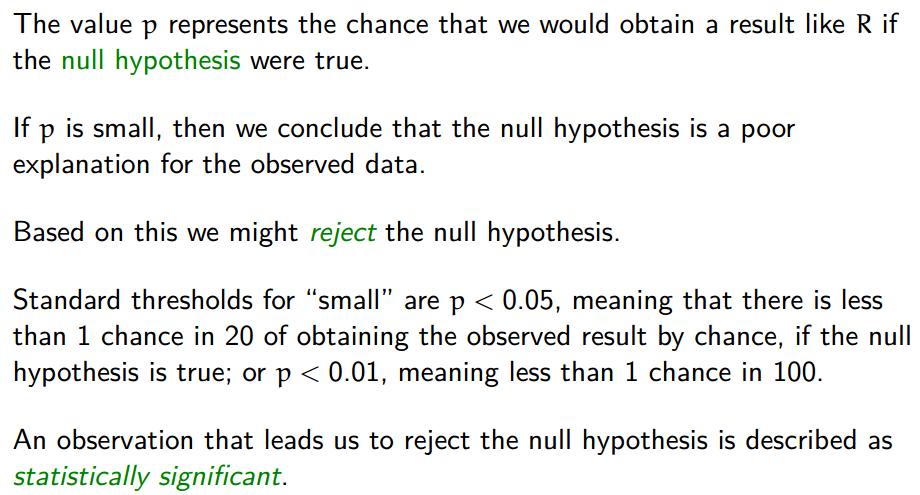 The value p represents the chance that we would obtain a result like R if
the null hypothesis were true.
If p is small, then we conclude that the null hypothesis is a poor
explanation for the observed data.
Based on this we might reject the null hypothesis.
Standard thresholds for “small” are p < 0.05, meaning that there is less
than 1 chance in 20 of obtaining the observed result by chance, if the null
hypothesis is true; or p < 0.01, meaning less than 1 chance in 100.
An observation that leads us to reject the null hypothesis is described as
statistically significant.